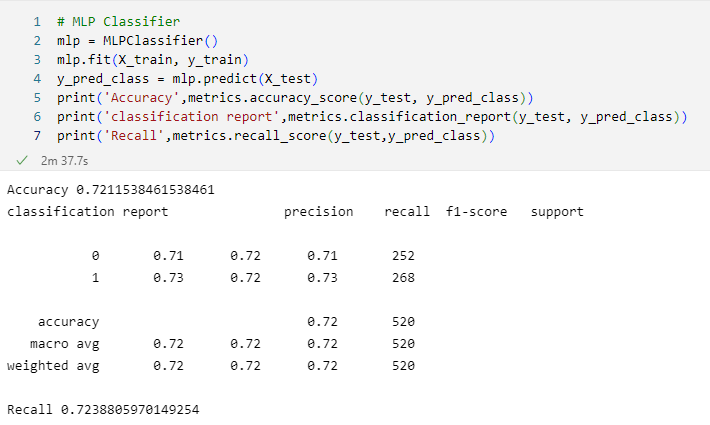 1 # MLP Classifier
2 mlp = MLPClassifier()
3 mlp.fit(X_train, y_train)
4 y_pred_class = mlp.predict(X_test)
5 print('Accuracy',metrics.accuracy_score(y_test, y_pred_class))
6 print('classification report',metrics.classification_report(y_test, y_pred_class))
7 print('Recall',metrics.recall_score(y_test,y_pred_class))
✓ 2m 37.7s
Accuracy 0.7211538461538461
classification report               precision    recall  f1-score   support
           0       0.71      0.72      0.71       252
           1       0.73      0.72      0.73       268
    accuracy                           0.72       520
   macro avg       0.72      0.72      0.72       520
weighted avg       0.72      0.72      0.72       520
Recall 0.7238805970149254